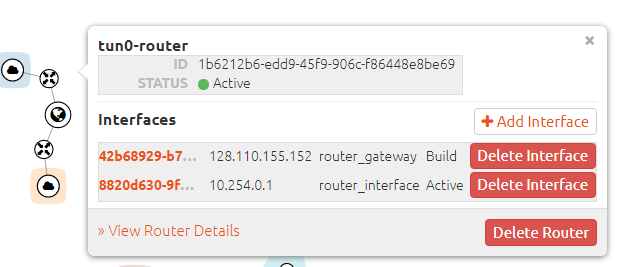 tun0-router
ID 1b6212b6-edd9-45f9-906c-f86448e8be69
STATUS Active
Interfaces + Add Interface
42b68929-b7... 128.110.155.152 router_gateway Build Delete Interface
8820d630-9f... 10.254.0.1 router_interface Active Delete Interface
» View Router Details Delete Router